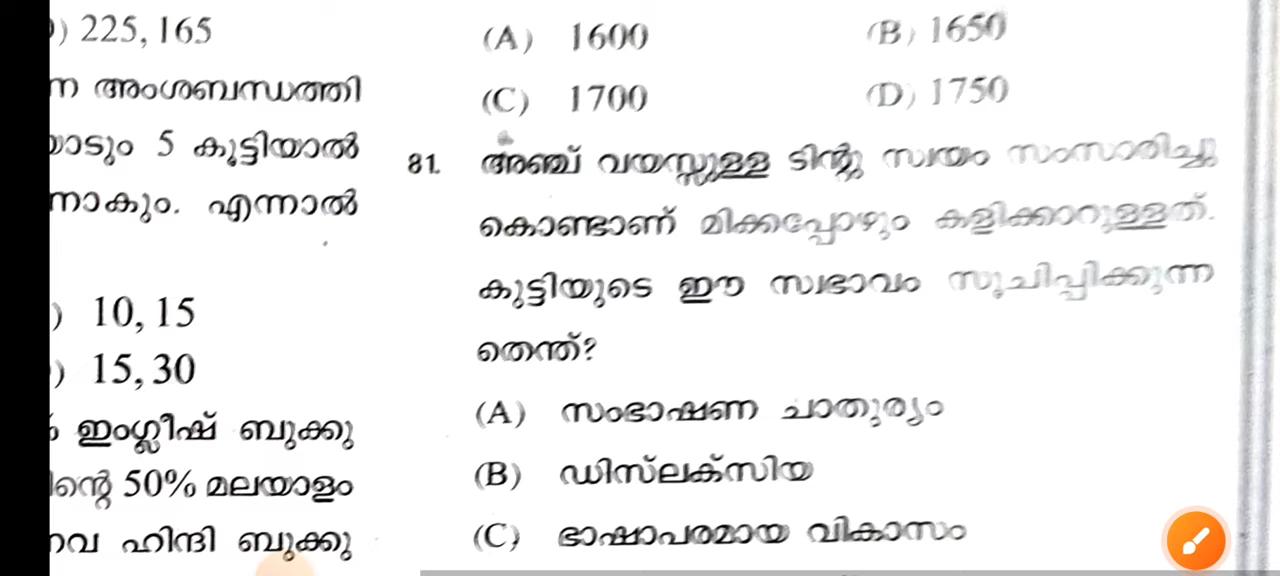 ) 225, 165
ന്ന അംശബന്ധത്തി
യാടും 5 കൂട്ടിയാൽ
ന്നാകും. എന്നാൽ
) 10, 15
) 15, 30
ഇംഗ്ലീഷ് ബുക്കു
ിന്റെ 50% മലയാളം
ഹിന്ദി ബുക്കു
(A) 1600 (B) 1650
(C) 1700 (D) 1750
81. അഞ്ച് വയസ്സുള്ള ടിന്റു സ്വയം സംസാരിച്ചു
കൊണ്ടാണ് മിക്കപ്പോഴും കളിക്കാറുള്ളത്.
കുട്ടിയുടെ ഈ സ്വഭാവം സൂചിപ്പിക്കുന്ന
തെന്ത്?
(A) സംഭാഷണ ചാതുര്യം
(B) ഡിസ്‌ലക്സിയ
(C) ഭാഷാപരമായ വികാസം